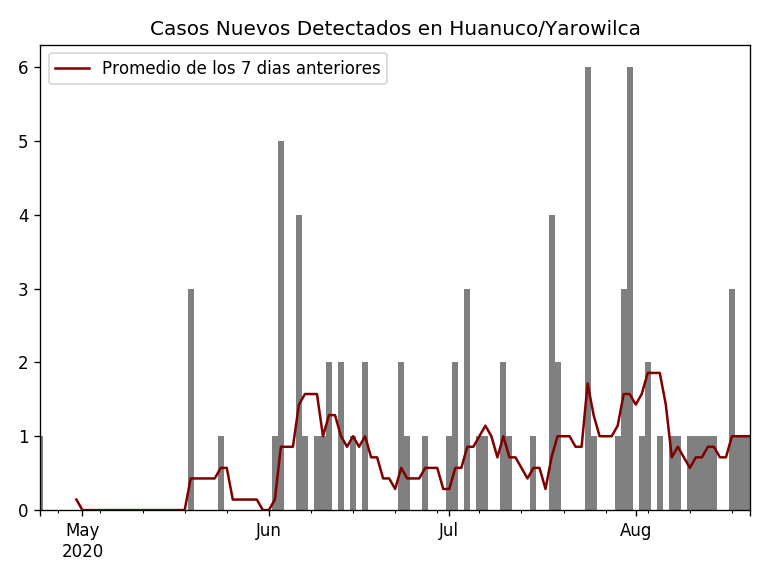 Casos Nuevos Detectados en Huanuco/Yarowilca
Promedio de los 7 dias anteriores
6
5
4
3
2
1
0
May Jun Jul Aug
2020